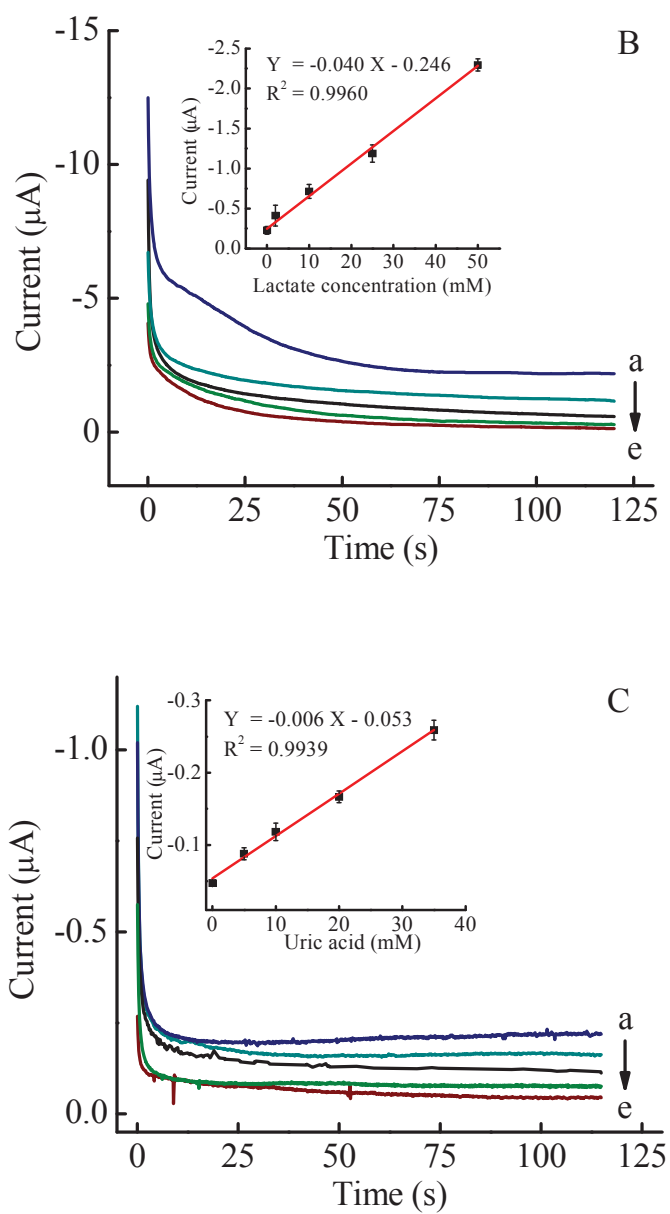 B
-15
-10
-5
0
Current (μA)
0 25 50 75 100 125
Time (s)
a
e
Y = -0.040 X - 0.246
R² = 0.9960
-2.5
-2.0
-1.5
-1.0
-0.5
0.0
Current (μA)
0 10 20 30 40 50
Lactate concentration (mM)
C
-1.0
-0.5
0.0
Current (μA)
0 25 50 75 100 125
Time (s)
a
e
Y = -0.006 X - 0.053
R² = 0.9939
-0.3
-0.2
-0.1
Current (μA)
0 10 20 30 40
Uric acid (mM)